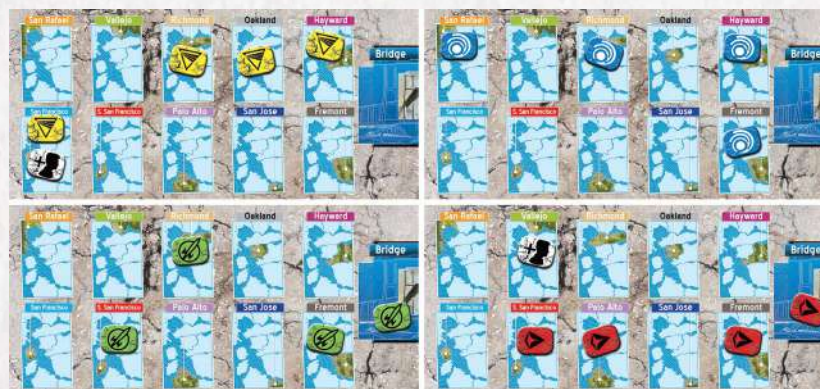 San Rafael Vallejo Richmond Oakland Hayward
Bridge
San Francisco S. San Francisco Palo Alto San Jose Fremont
San Rafael Vallejo Richmond Oakland Hayward
Bridge
San Francisco S. San Francisco Palo Alto San Jose Fremont
San Rafael Vallejo Richmond Oakland Hayward
Bridge
San Francisco S. San Francisco Palo Alto San Jose Fremont
San Rafael Vallejo Richmond Oakland Hayward
Bridge
San Francisco S. San Francisco Palo Alto San Jose Fremont